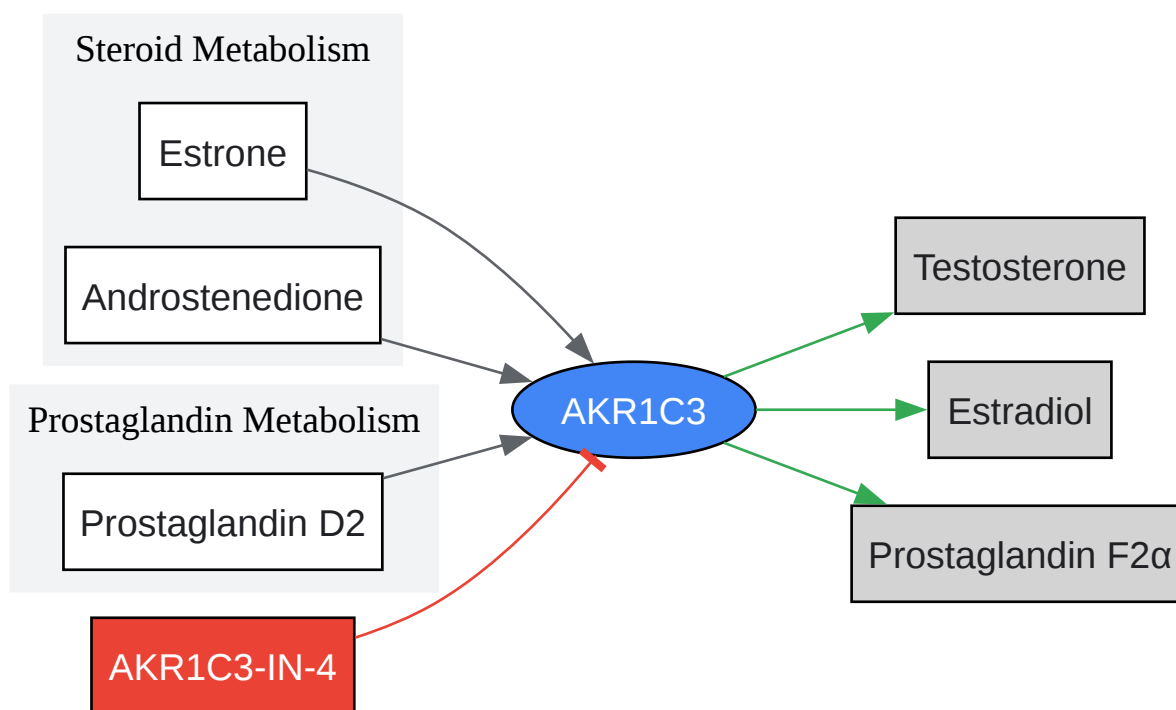 Steroid Metabolism
Estrone
Androstenedione
Prostaglandin Metabolism
Prostaglandin D2
AKR1C3-IN-4
AKR1C3
Testosterone
Estradiol
Prostaglandin F2α